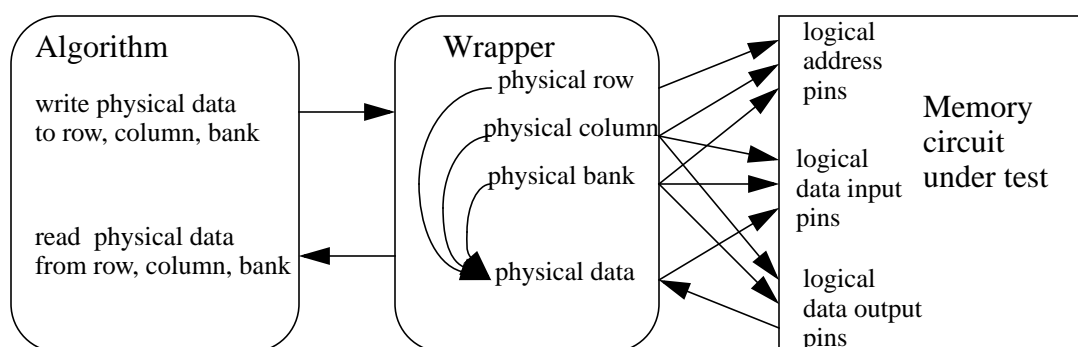 Algorithm
write physical data
to row, column, bank
read physical data
from row, column, bank
Wrapper
physical row
physical column
physical bank
physical data
logical
address
pins
logical
data input
pins
logical
data output
pins
Memory
circuit
under test